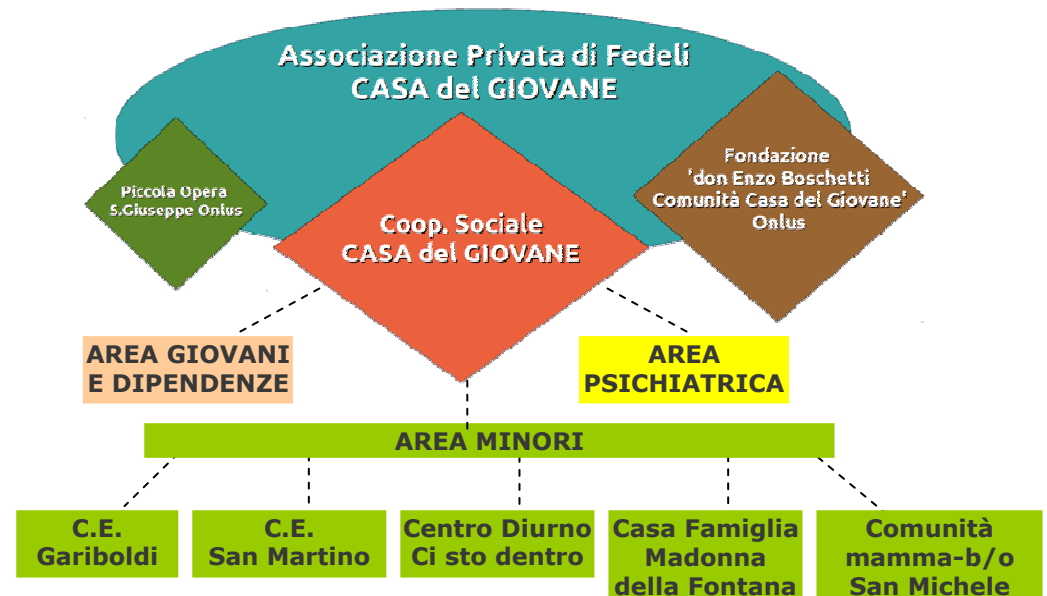 Associazione Privata di Fedeli
CASA del GIOVANE
Piccola Opera
S.Giuseppe Onlus
Coop. Sociale
CASA del GIOVANE
Fondazione
'don Enzo Boschetti
Comunità Casa del Giovane'
Onlus
AREA GIOVANI
E DIPENDENZE
AREA
PSICHIATRICA
AREA MINORI
C.E.
Gariboldi
C.E.
San Martino
Centro Diurno
Ci sto dentro
Casa Famiglia
Madonna
della Fontana
Comunità
mamma-b/o
San Michele